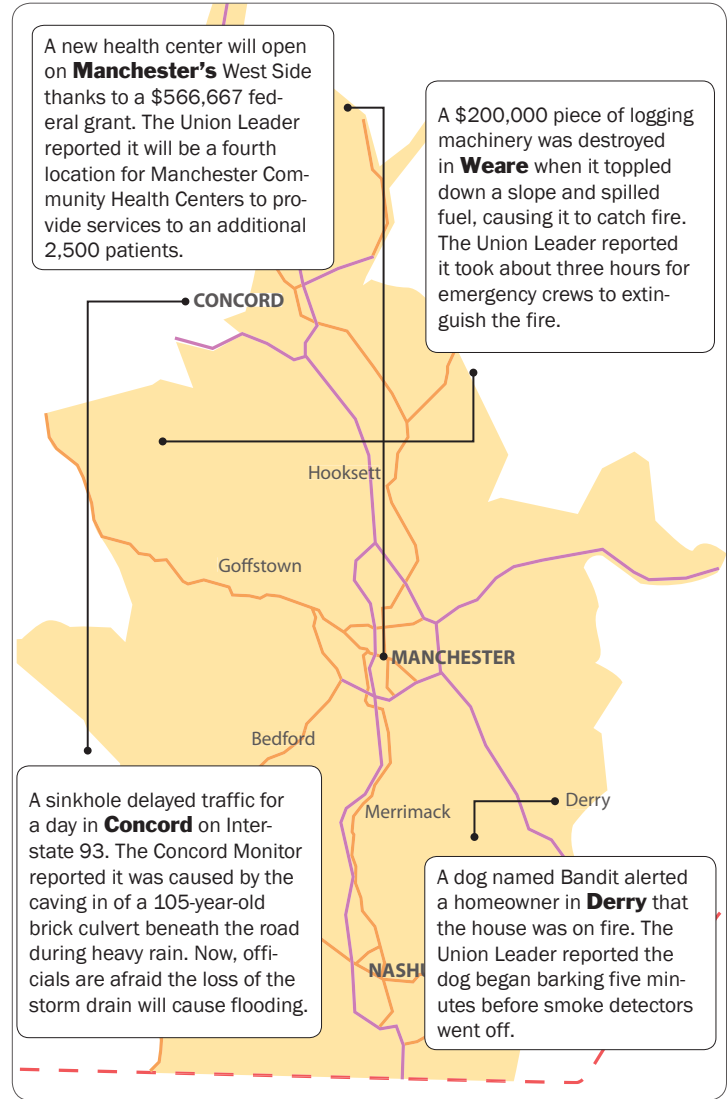 A new health center will open
on Manchester's West Side
thanks to a $566,667 fed-
eral grant. The Union Leader
reported it will be a fourth
location for Manchester Com-
munity Health Centers to pro-
vide services to an additional
2,500 patients.
A $200,000 piece of logging
machinery was destroyed
in Weare when it toppled
down a slope and spilled
fuel, causing it to catch fire.
The Union Leader reported
it took about three hours for
emergency crews to extin-
guish the fire.
CONCORD
Hooksett
Goffstown
MANCHESTER
Bedford
Merrimack
Derry
A sinkhole delayed traffic for
a day in Concord on Inter-
state 93. The Concord Monitor
reported it was caused by the
caving in of a 105-year-old
brick culvert beneath the road
during heavy rain. Now, offi-
cials are afraid the loss of the
storm drain will cause flooding.
A dog named Bandit alerted
a homeowner in Derry that
the house was on fire. The
Union Leader reported the
dog began barking five min-
utes before smoke detectors
went off.